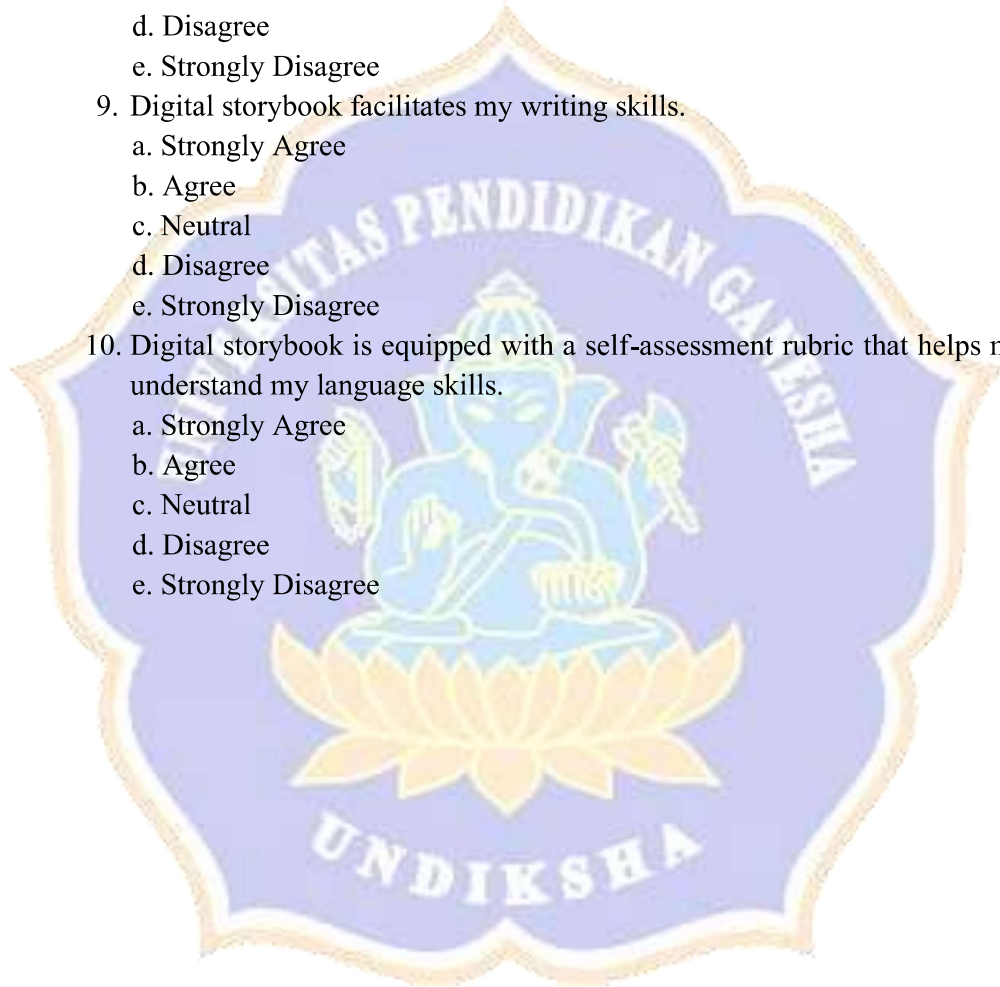 d. Disagree
e. Strongly Disagree
9. Digital storybook facilitates my writing skills.
a. Strongly Agree
b. Agree
c. Neutral
d. Disagree
e. Strongly Disagree
10. Digital storybook is equipped with a self-assessment rubric that helps
understand my language skills.
a. Strongly Agree
b. Agree
c. Neutral
d. Disagree
e. Strongly Disagree
UNIVERSITAS PENDIDIKAN GANESHA
UNDIKSHA